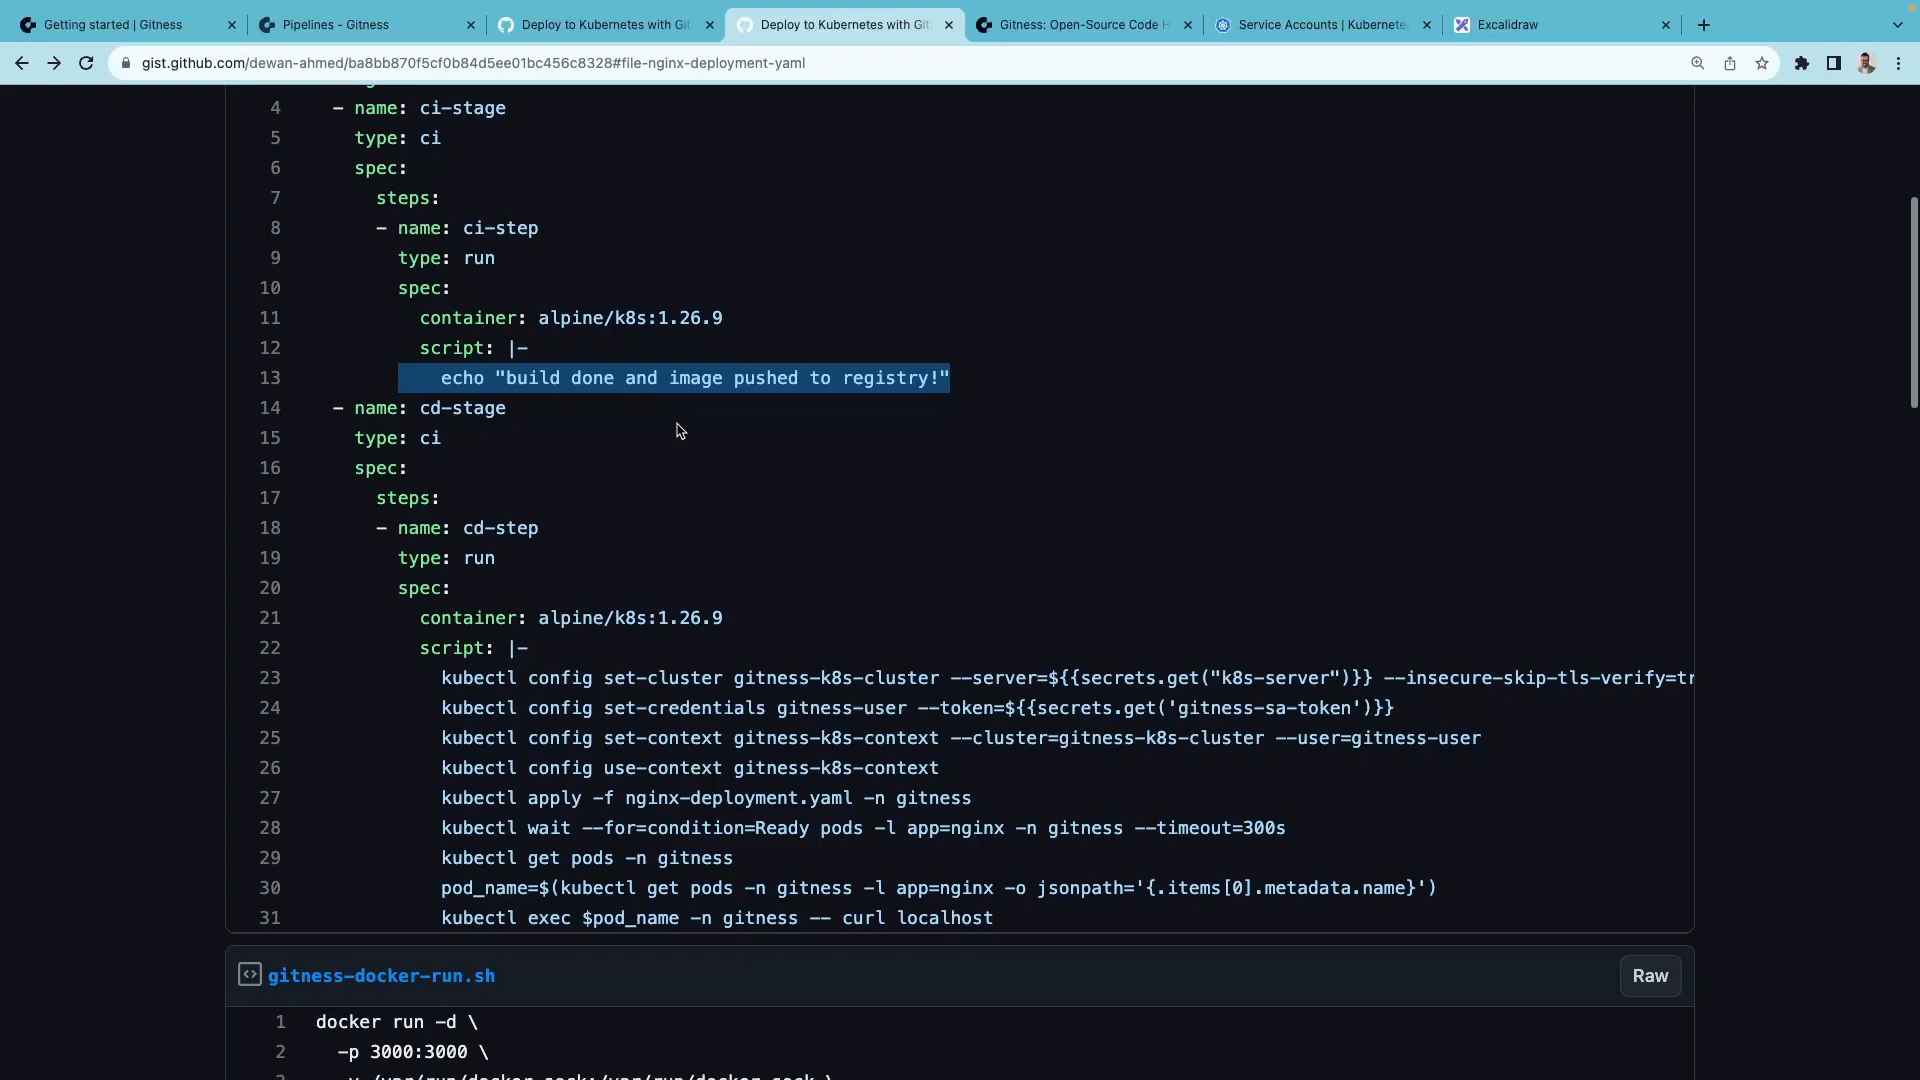 Getting started | Gitness
Pipelines - Gitness
Deploy to Kubernetes with Git
Deploy to Kubernetes with Git
Gitness: Open-Source Code H
Service Accounts | Kubernete
Excalidraw
gist.github.com/dewan-ahmed/ba8bb870f5cf0b84d5ee01bc456c8328#file-nginx-deployment-yaml
4 - name: ci-stage
5 type: ci
6 spec:
7 steps:
8 - name: ci-step
9 type: run
10 spec:
11 container: alpine/k8s:1.26.9
12 script: |-
13 echo "build done and image pushed to registry!"
14 - name: cd-stage
15 type: ci
16 spec:
17 steps:
18 - name: cd-step
19 type: run
20 spec:
21 container: alpine/k8s:1.26.9
22 script: |-
23 kubectl config set-cluster gitness-k8s-cluster --server=${{secrets.get("k8s-server")}} --insecure-skip-tls-verify=tr
24 kubectl config set-credentials gitness-user --token=${{secrets.get('gitness-sa-token')}}
25 kubectl config set-context gitness-k8s-context --cluster=gitness-k8s-cluster --user=gitness-user
26 kubectl config use-context gitness-k8s-context
27 kubectl apply -f nginx-deployment.yaml -n gitness
28 kubectl wait --for=condition=Ready pods -l app=nginx -n gitness --timeout=300s
29 kubectl get pods -n gitness
30 pod_name=$(kubectl get pods -n gitness -l app=nginx -o jsonpath='{.items[0].metadata.name}')
31 kubectl exec $pod_name -n gitness -- curl localhost
gitness-docker-run.sh
Raw
1 docker run -d \
2 -p 3000:3000 \
3 -v /var/run/docker.sock:/var/run/docker.sock \